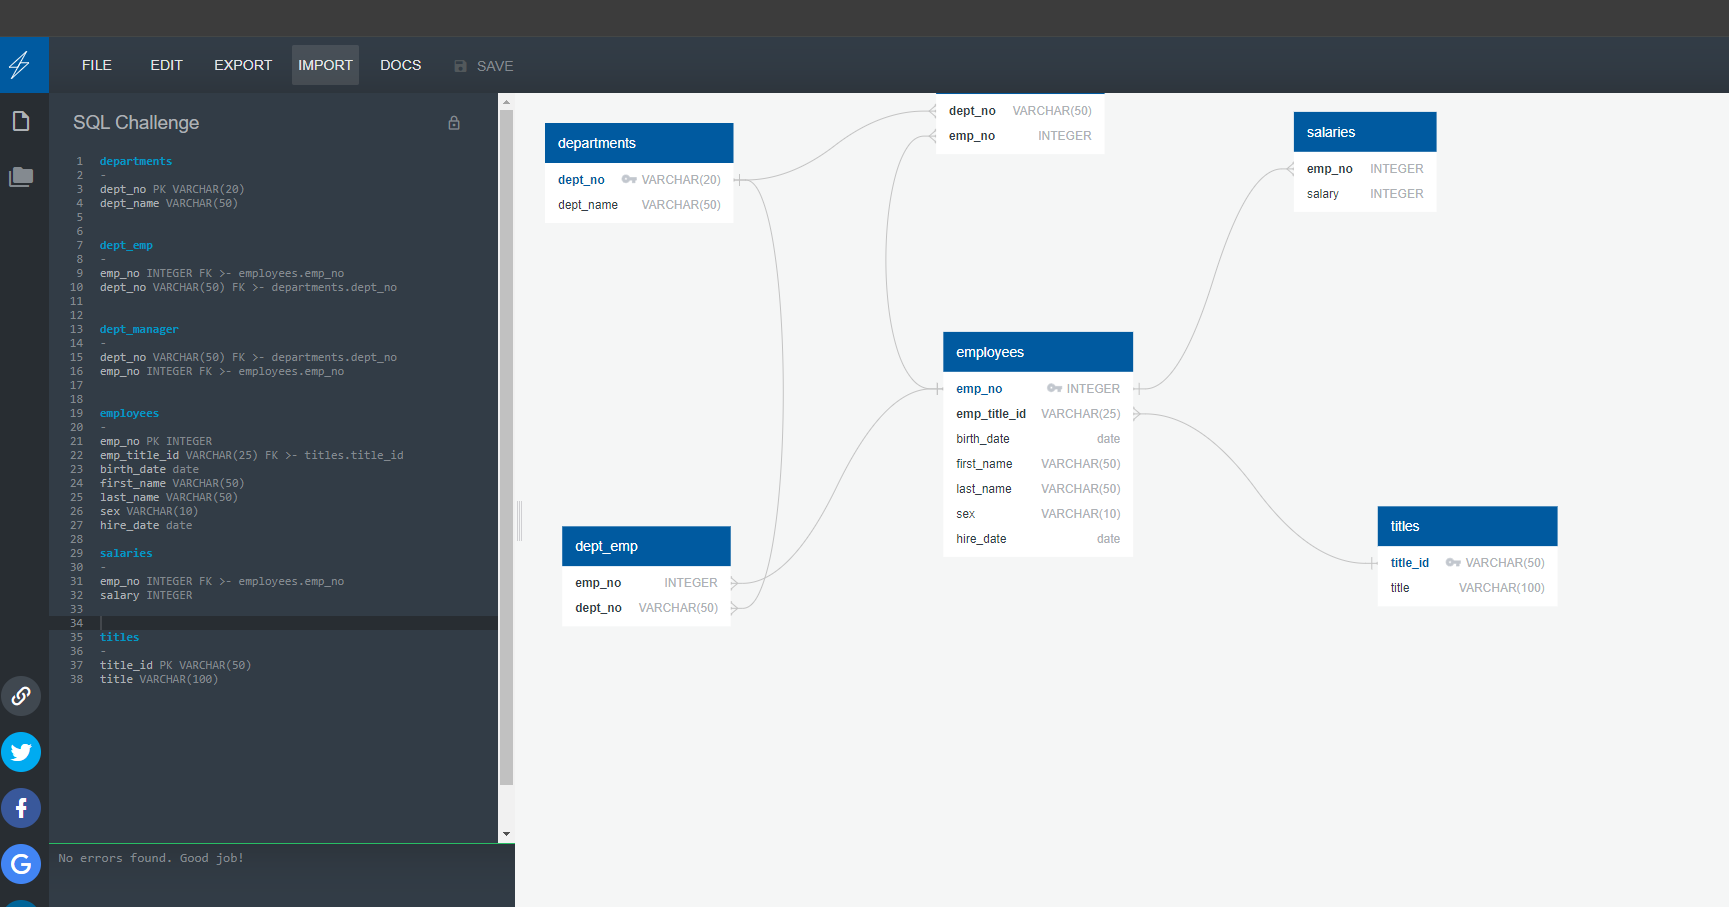 FILE EDIT EXPORT IMPORT DOCS SAVE
SQL Challenge
1 departments
2 -
3 dept_no PK VARCHAR(20)
4 dept_name VARCHAR(50)
5
6
7 dept_emp
8 -
9 emp_no INTEGER FK >- employees.emp_no
10 dept_no VARCHAR(50) FK >- departments.dept_no
11
12
13 dept_manager
14 -
15 dept_no VARCHAR(50) FK >- departments.dept_no
16 emp_no INTEGER FK >- employees.emp_no
17
18
19 employees
20 -
21 emp_no PK INTEGER
22 emp_title_id VARCHAR(25) FK >- titles.title_id
23 birth_date date
24 first_name VARCHAR(50)
25 last_name VARCHAR(50)
26 sex VARCHAR(10)
27 hire_date date
28
29 salaries
30 -
31 emp_no INTEGER FK >- employees.emp_no
32 salary INTEGER
33
34
35 titles
36 -
37 title_id PK VARCHAR(50)
38 title VARCHAR(100)
No errors found. Good job!
departments
dept_no VARCHAR(20)
dept_name VARCHAR(50)
dept_no VARCHAR(50)
emp_no INTEGER
salaries
emp_no INTEGER
salary INTEGER
employees
emp_no INTEGER
emp_title_id VARCHAR(25)
birth_date date
first_name VARCHAR(50)
last_name VARCHAR(50)
sex VARCHAR(10)
hire_date date
dept_emp
emp_no INTEGER
dept_no VARCHAR(50)
titles
title_id VARCHAR(50)
title VARCHAR(100)